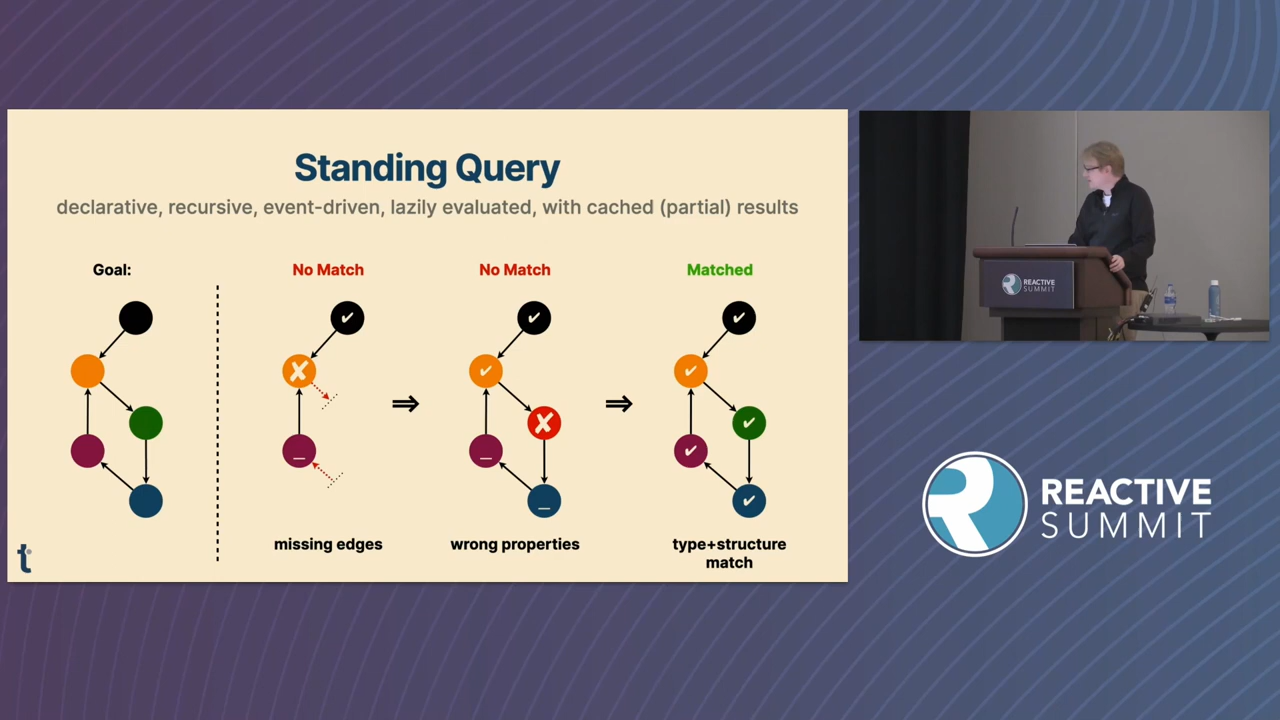 Standing Query
declarative, recursive, event-driven, lazily evaluated, with cached (partial) results
Goal:
No Match
No Match
Matched
missing edges
wrong properties
type+structure
match
t
REACTIVE
SUMMIT
REACTIVE
SUMMIT